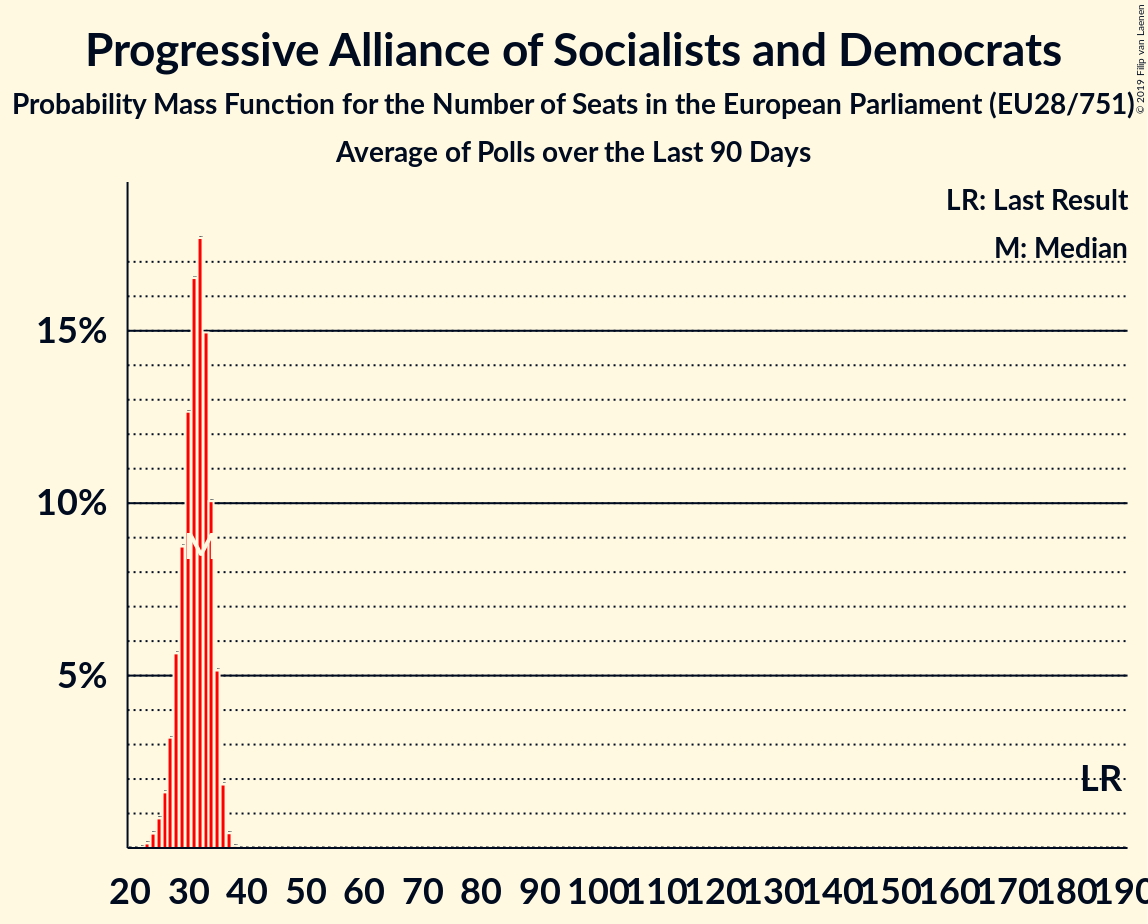 Progressive Alliance of Socialists and Democrats
Probability Mass Function for the Number of Seats in the European Parliament (EU28/751)
Average of Polls over the Last 90 Days
© 2019 Filip van Laenen
LR: Last Result
M: Median
15%
10%
5%
M
LR
20 30 40 50 60 70 80 90 100 110 120 130 140 150 160 170 180 190